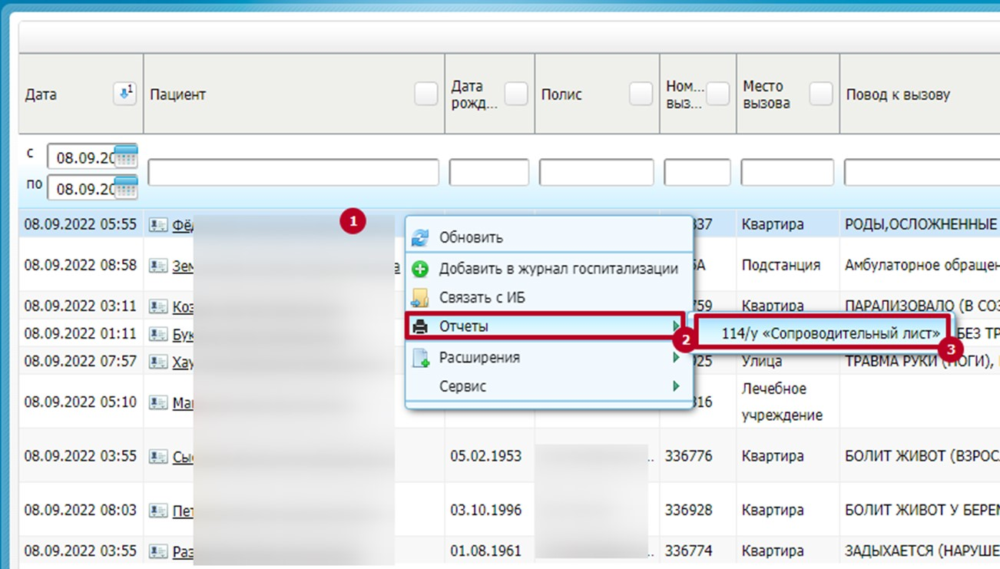 Дата
1
Пациент
Дата
рожд...
Полис
Ном...
выз...
Место
вызова
Повод к вызову
с 08.09.20
по 08.09.20
08.09.2022 05:55 Фёд 1 Обновить 337 Квартира РОДЫ,ОСЛОЖНЕННЫЕ
08.09.2022 08:58 Зем Добавить в журнал госпитализации Подстанция Амбулаторное обращен
Связать с ИБ
08.09.2022 03:11 Коз 759 Квартира ПАРАЛИЗОВАЛО (В СОЗ
Отчеты
2
08.09.2022 01:11 Бук 114/у «Сопроводительный лист» БЕЗ ТР
3
08.09.2022 07:57 Хау Расширения 925 Улица ТРАВМА РУКИ (НОГИ),
Сервис
08.09.2022 05:10 Ма 316 Лечебное
учреждение
08.09.2022 03:55 Сы 05.02.1953 .. 336776 Квартира БОЛИТ ЖИВОТ (ВЗРОС
08.09.2022 08:03 Пет 03.10.1996 336928 Квартира БОЛИТ ЖИВОТ У БЕРЕМ
08.09.2022 03:55 Раз 01.08.1961 .. 336774 Квартира ЗАДЫХАЕТСЯ (НАРУШЕ